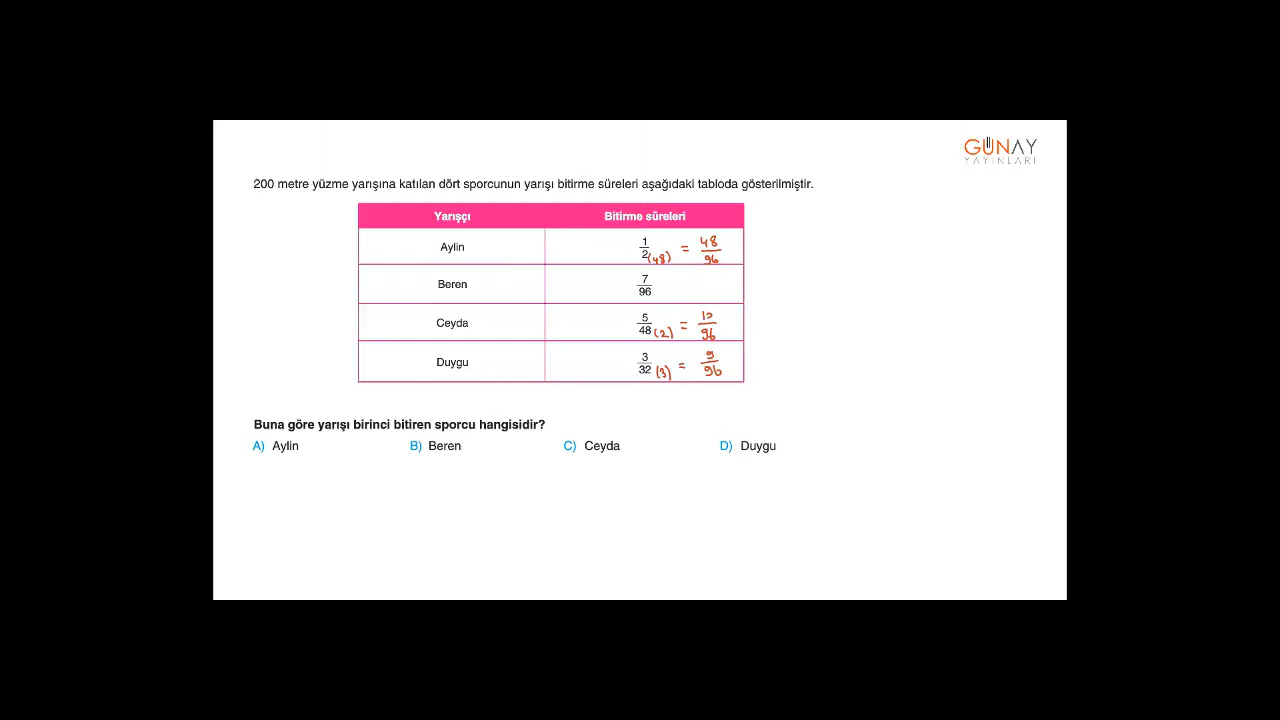 GÜNAY
YAYINLARI
200 metre yüzme yarışına katılan dört sporcunun yarışı bitirme süreleri aşağıdaki tabloda gösterilmiştir.
Yarışçı Bitirme süreleri
Aylin 1/2 (48) = 48/96
Beren 7/96
Ceyda 5/48 (2) = 10/96
Duygu 3/32 (3) = 9/96
Buna göre yarışı birinci bitiren sporcu hangisidir?
A) Aylin B) Beren C) Ceyda D) Duygu